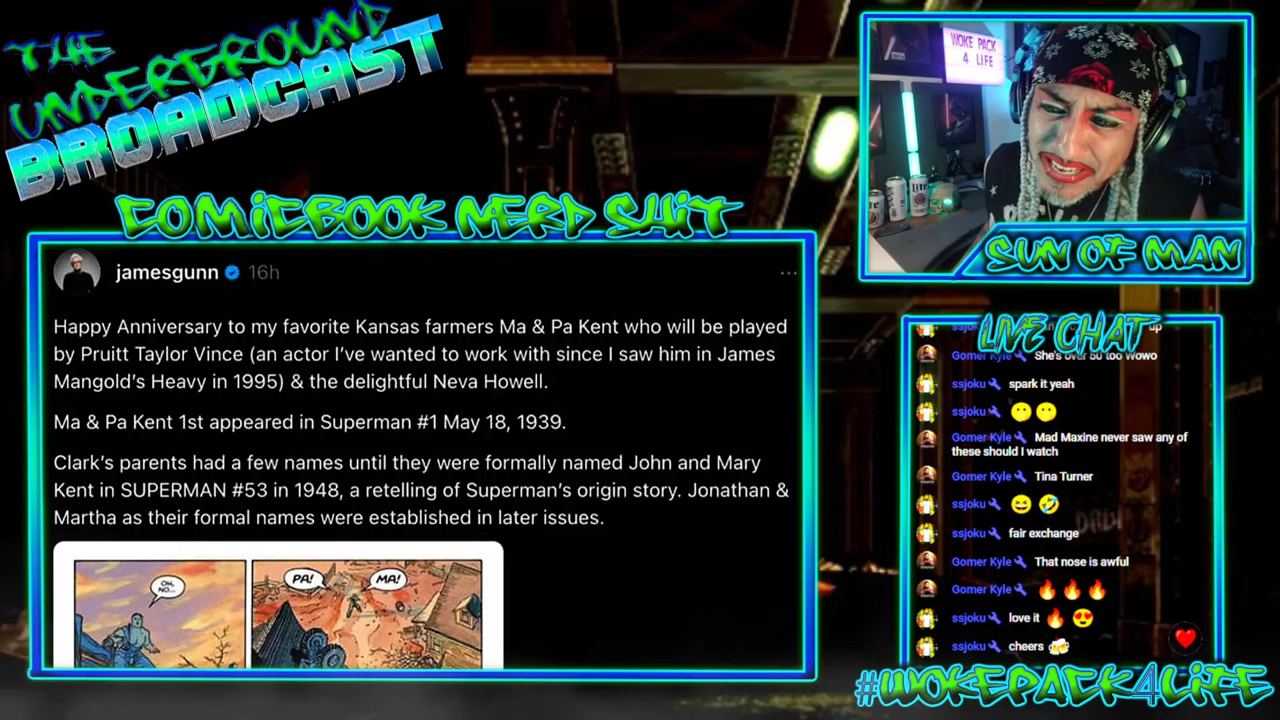 THE
UNDERGROUND
BROADCAST
COMICBOOK NERD SHIT
jamesgunn 16h
Happy Anniversary to my favorite Kansas farmers Ma & Pa Kent who will be played
by Pruitt Taylor Vince (an actor I've wanted to work with since I saw him in James
Mangold's Heavy in 1995) & the delightful Neva Howell.
Ma & Pa Kent 1st appeared in Superman #1 May 18, 1939.
Clark's parents had a few names until they were formally named John and Mary
Kent in SUPERMAN #53 in 1948, a retelling of Superman's origin story. Jonathan &
Martha as their formal names were established in later issues.
OH,
NO...
PA!
MA!
WOKE PACK
4 LIFE
Lite
SUN OF MAN
LIVE CHAT
ssjoku up
Gomer Kyle She's over 50 too Wowo
ssjoku spark it yeah
ssjoku 😶 😶
Gomer Kyle Mad Maxine never saw any of
these should I watch
Gomer Kyle Tina Turner
ssjoku 😆 🤣
ssjoku fair exchange
Gomer Kyle That nose is awful
Gomer Kyle 🔥 🔥 🔥
ssjoku love it 🔥 😍
ssjoku cheers 🍻
#WOKEPACK4LIFE